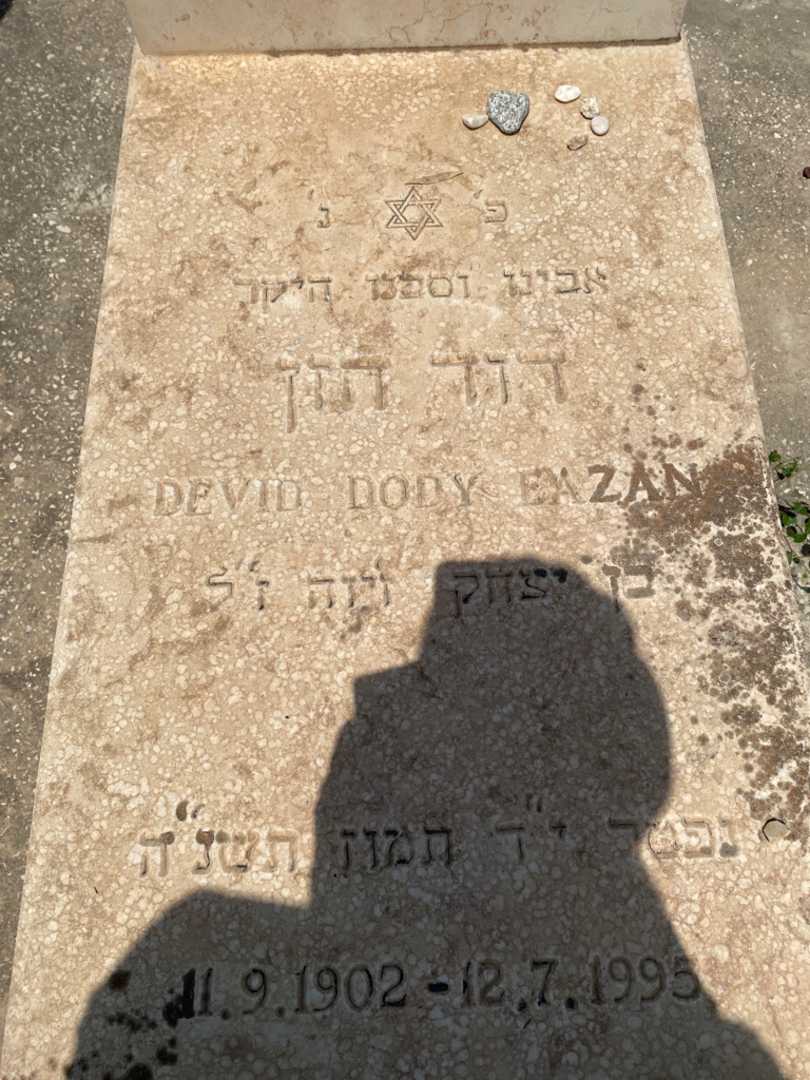 פ' נ'
אבינו וסבנו היקר
דוד חזן
DEVID DODY HAZAN
בן יצחק ז"ל
נפטר י"ד תמוז תשנ"ה
11.9.1902 - 12.7.1995